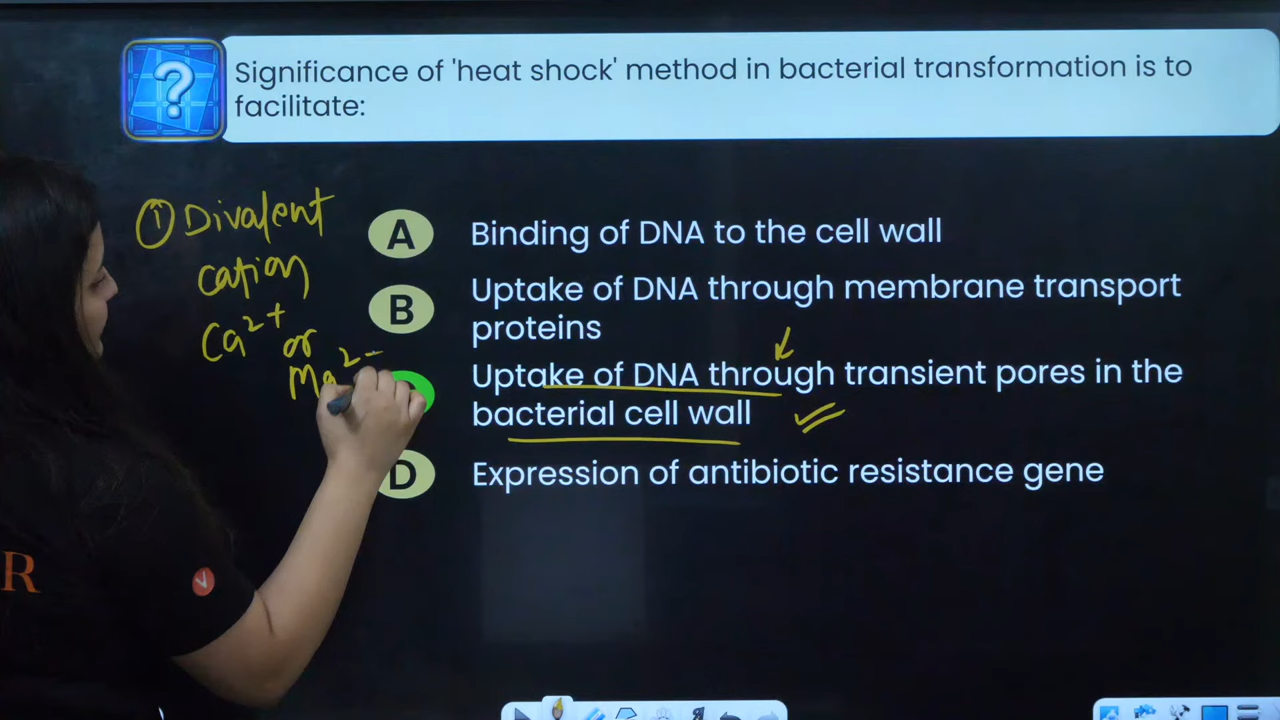 Significance of 'heat shock' method in bacterial transformation is to
facilitate:
① Divalent
cation
Ca²⁺
or
A Binding of DNA to the cell wall
B Uptake of DNA through membrane transport
proteins
Uptake of DNA through transient pores in the
bacterial cell wall
D Expression of antibiotic resistance gene
R